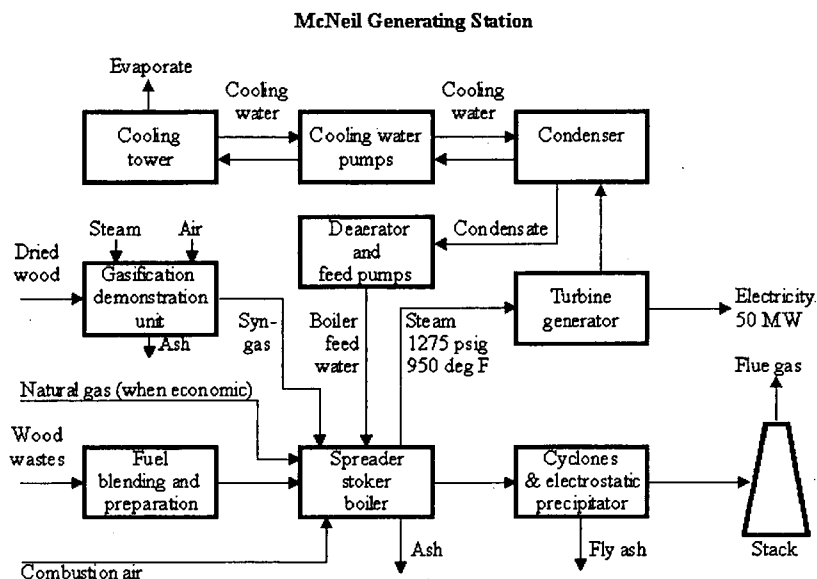 McNeil Generating Station
Evaporate
Cooling
water
Cooling
water
Cooling
tower
Cooling water
pumps
Condenser
Steam
Air
Dried
wood
Gasification
demonstration
unit
Ash
Deaerator
and
feed pumps
Condensate
Syn-
gas
Boiler
feed
water
Steam
1275 psig
950 deg F
Turbine
generator
Electricity
50 MW
Flue gas
Natural gas (when economic)
Wood
wastes
Fuel
blending and
preparation
Spreader
stoker
boiler
Cyclones
& electrostatic
precipitator
Ash
Fly ash
Stack
Combustion air